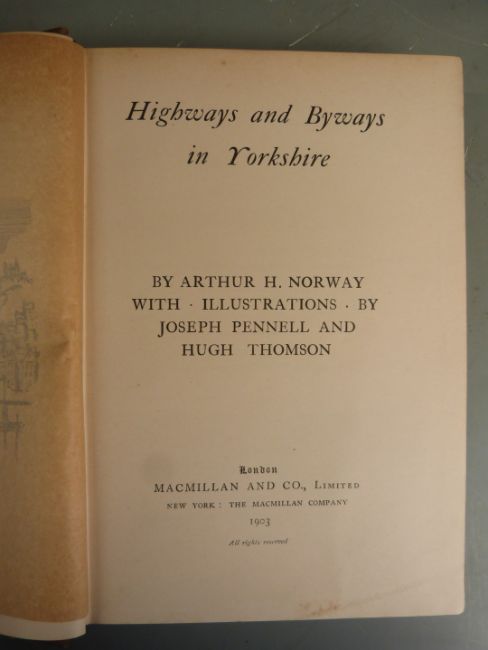 Highways and Byways
in Yorkshire
BY ARTHUR H. NORWAY
WITH · ILLUSTRATIONS · BY
JOSEPH PENNELL AND
HUGH THOMSON
London
MACMILLAN AND CO., LIMITED
NEW YORK: THE MACMILLAN COMPANY
1903
All rights reserved